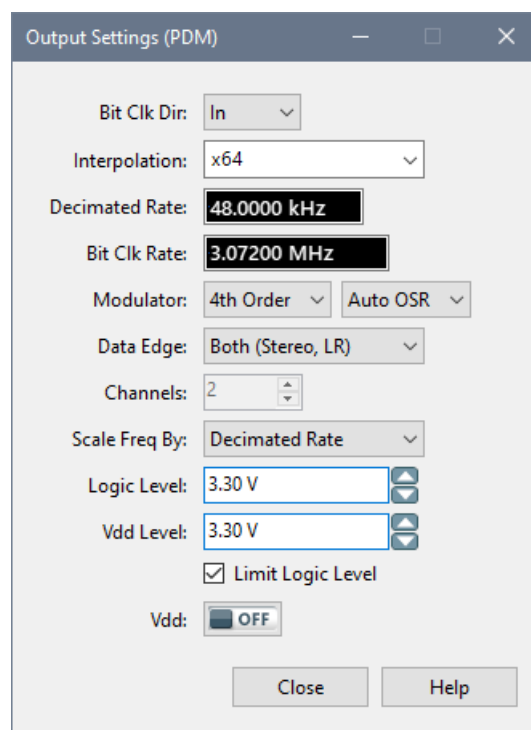 Output Settings (PDM)
Bit Clk Dir: In
Interpolation: x64
Decimated Rate: 48.0000 kHz
Bit Clk Rate: 3.07200 MHz
Modulator: 4th Order Auto OSR
Data Edge: Both (Stereo, LR)
Channels: 2
Scale Freq By: Decimated Rate
Logic Level: 3.30 V
Vdd Level: 3.30 V
Limit Logic Level
Vdd: OFF
Close Help